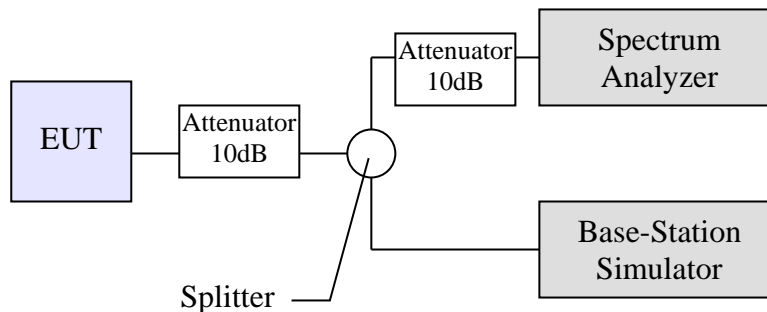 EUT
Attenuator
10dB
Attenuator
10dB
Spectrum
Analyzer
Base-Station
Simulator
Splitter